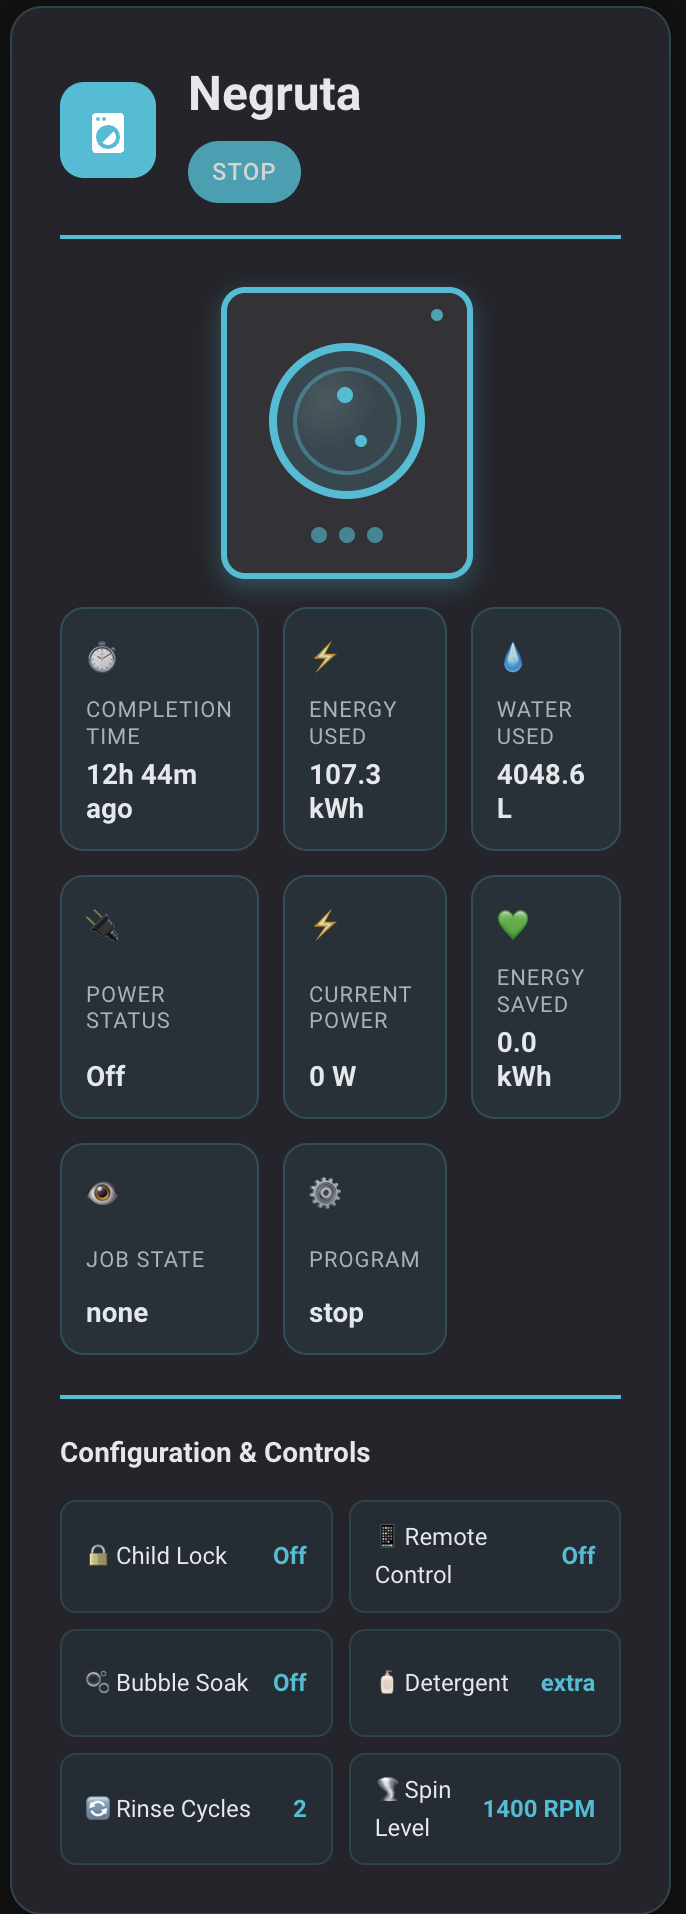 Negruta
STOP
COMPLETION
TIME
12h 44m
ago
ENERGY
USED
107.3
kWh
WATER
USED
4048.6
L
POWER
STATUS
Off
CURRENT
POWER
0 W
ENERGY
SAVED
0.0
kWh
JOB STATE
none
PROGRAM
stop
Configuration & Controls
Child Lock Off
Remote
Control Off
Bubble Soak Off
Detergent extra
Rinse Cycles 2
Spin
Level 1400 RPM